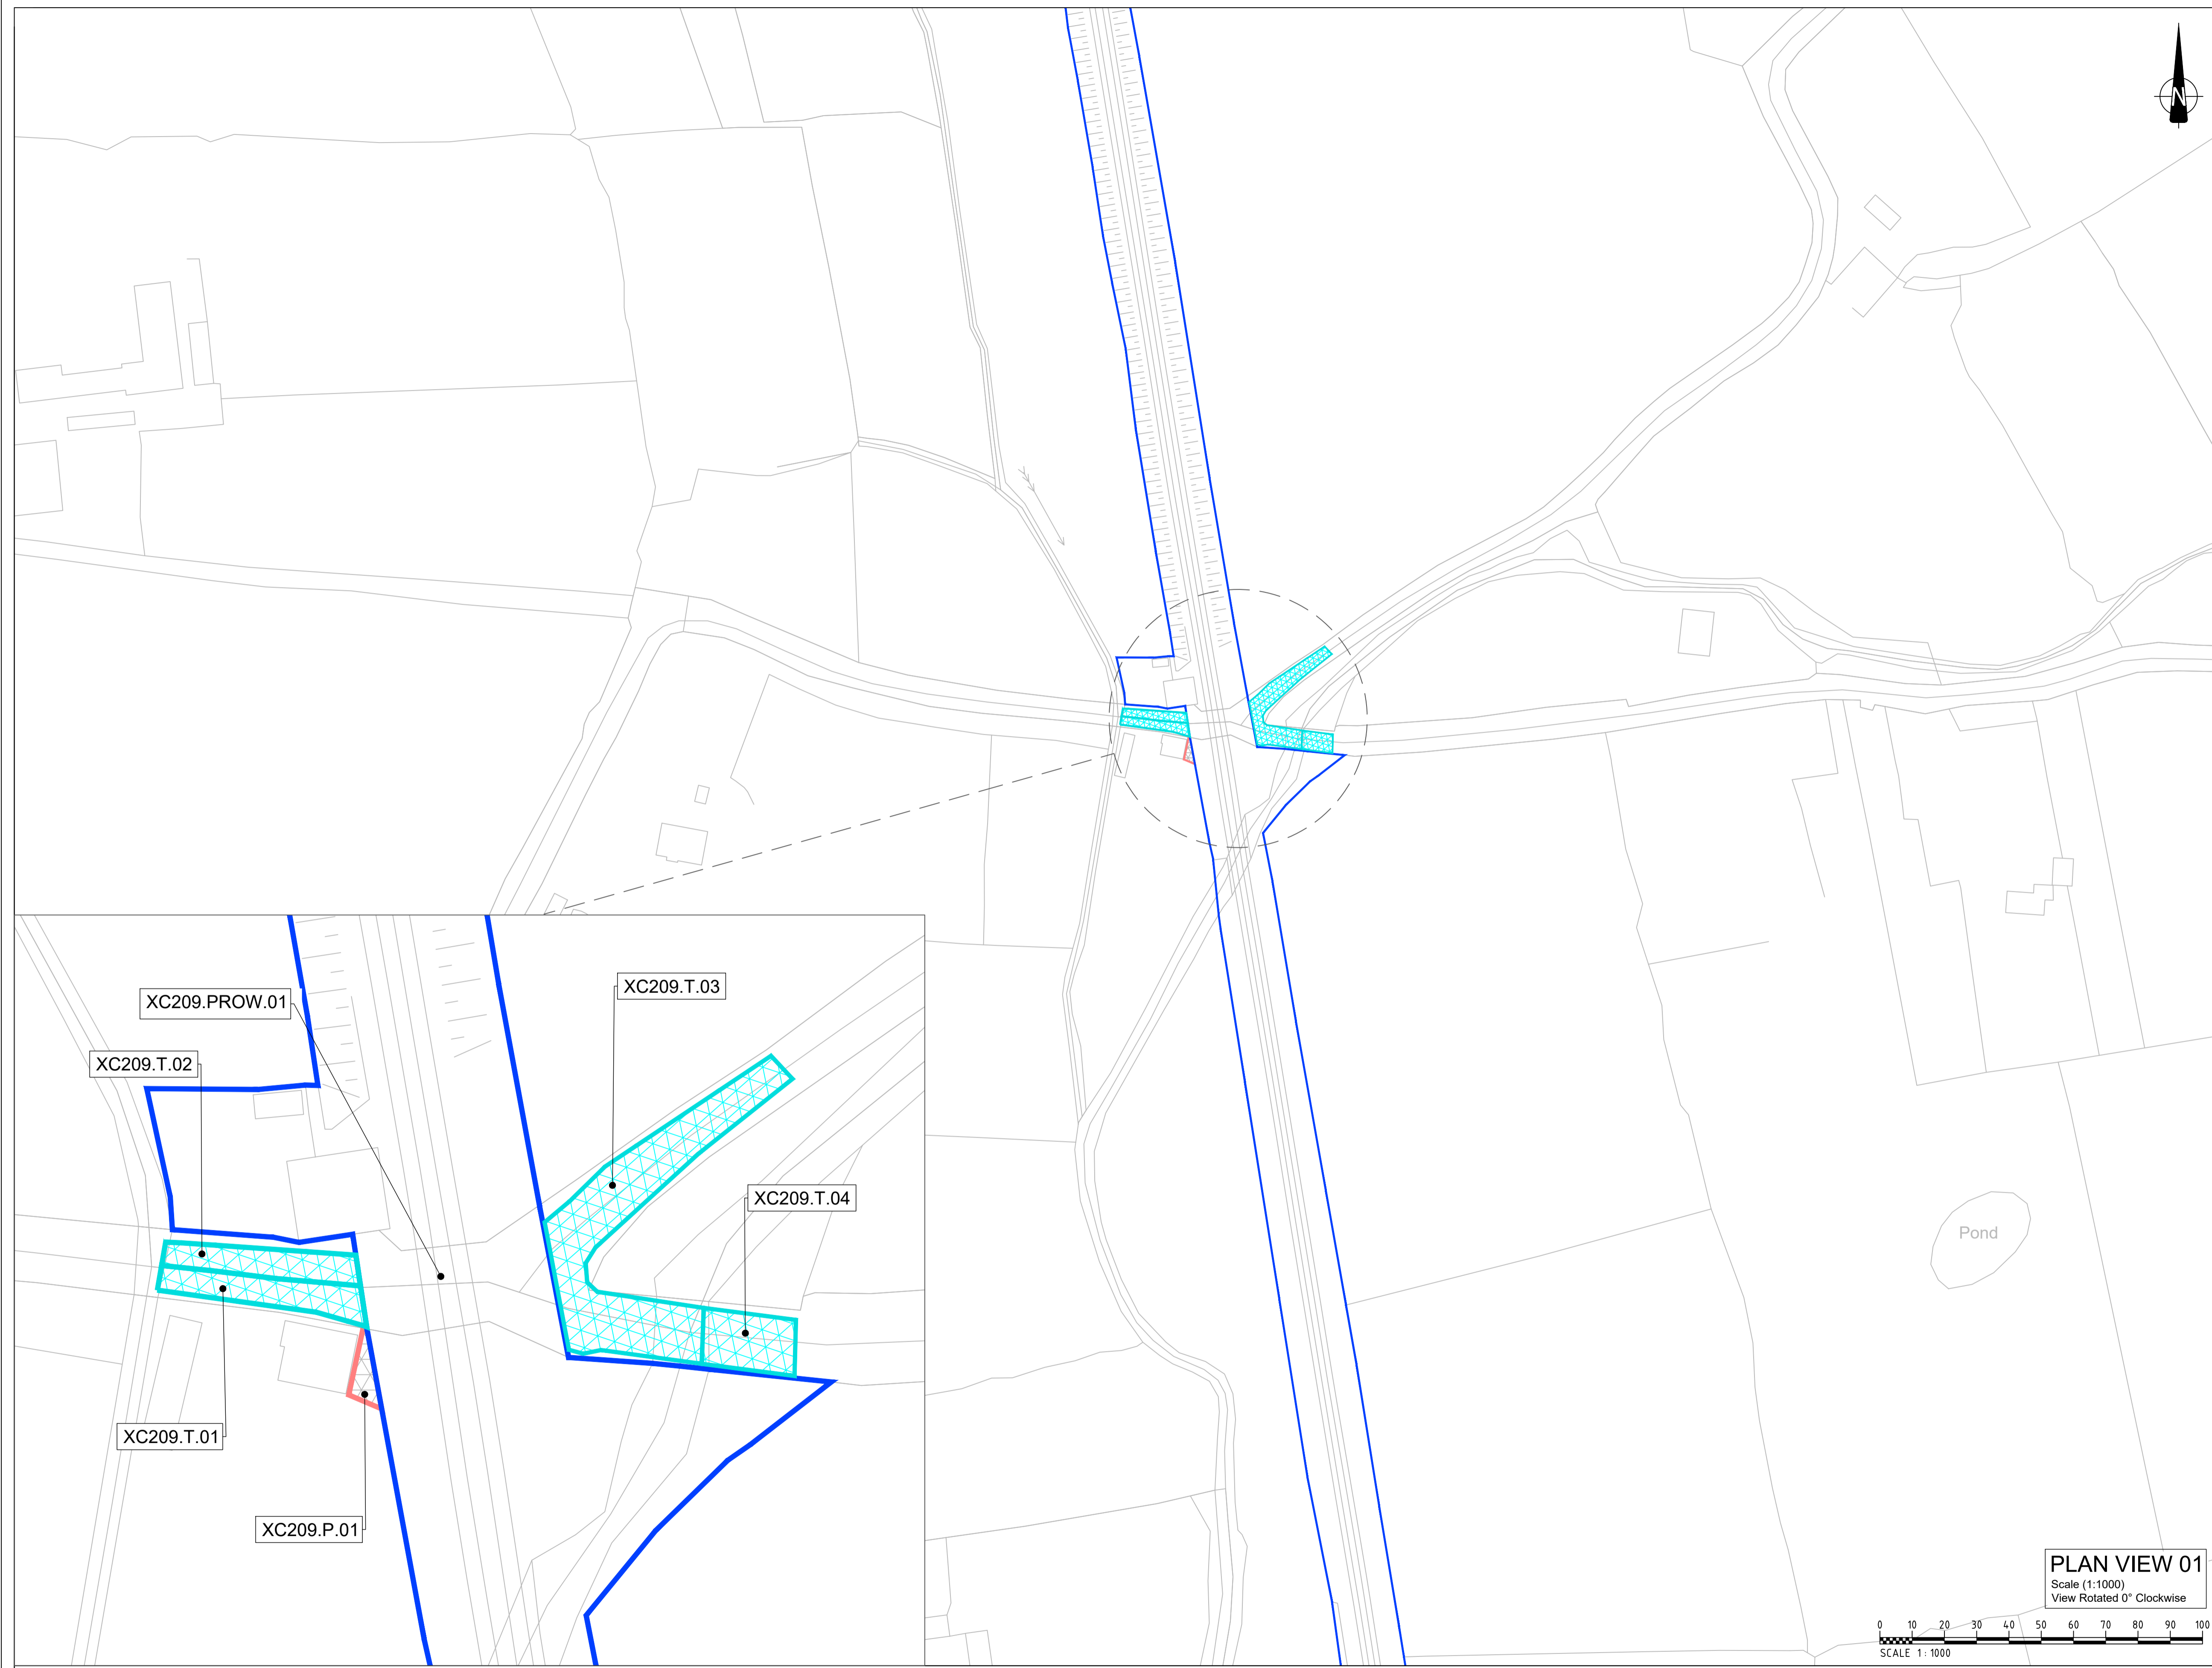 N
XC209.T.03
XC209.PROW.01
XC209.T.02
XC209.T.04
XC209.T.01
XC209.P.01
Pond
PLAN VIEW 01
Scale (1:1000)
View Rotated 0° Clockwise
0 10 20 30 40 50 60 70 80 90 100
SCALE 1:1000